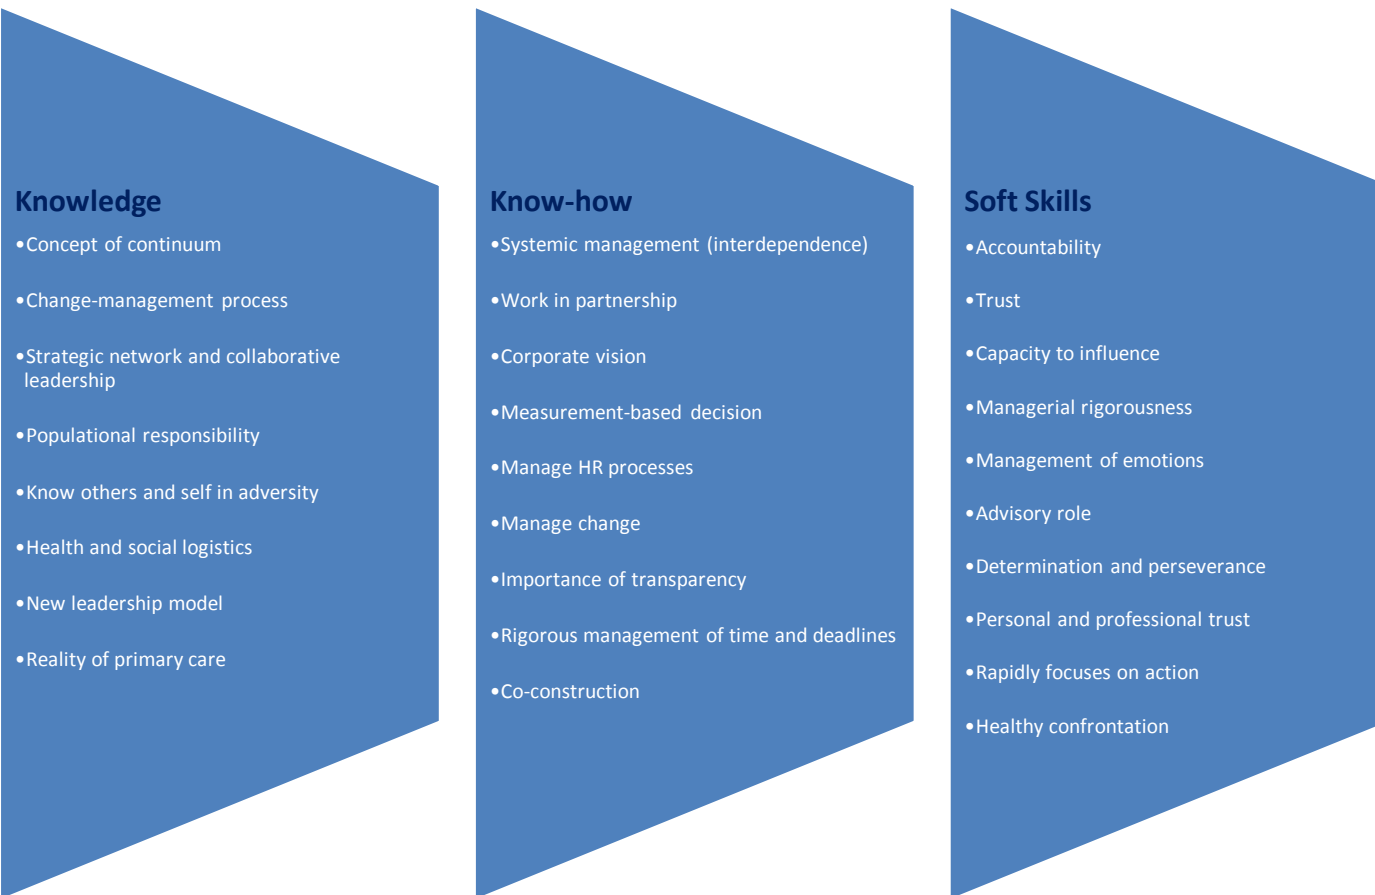 Knowledge
•Concept of continuum
•Change-management process
•Strategic network and collaborative
leadership
•Populational responsibility
•Know others and self in adversity
•Health and social logistics
•New leadership model
•Reality of primary care
Know-how
•Systemic management (interdependence)
•Work in partnership
•Corporate vision
•Measurement-based decision
•Manage HR processes
•Manage change
•Importance of transparency
•Rigorous management of time and deadlines
•Co-construction
Soft Skills
•Accountability
•Trust
•Capacity to influence
•Managerial rigorousness
•Management of emotions
•Advisory role
•Determination and perseverance
•Personal and professional trust
•Rapidly focuses on action
•Healthy confrontation